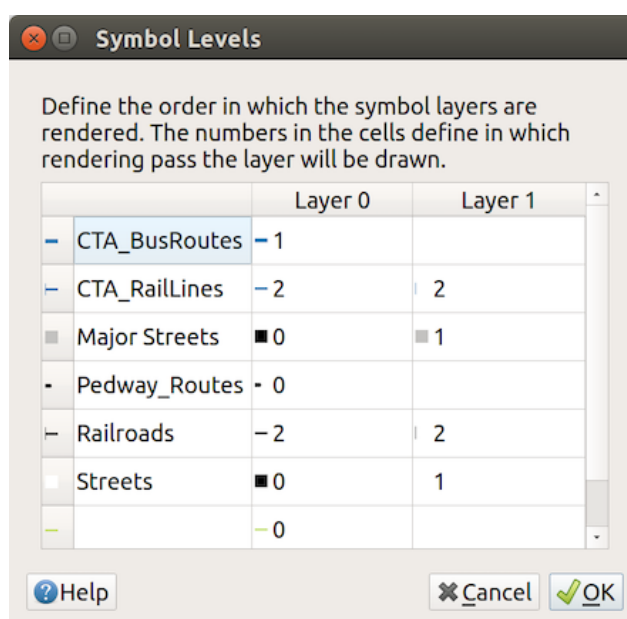 Symbol Levels
Define the order in which the symbol layers are
rendered. The numbers in the cells define in which
rendering pass the layer will be drawn.
Layer 0 Layer 1
CTA_BusRoutes 1
CTA_RailLines 2 2
Major Streets 0 1
Pedway_Routes 0
Railroads 2 2
Streets 0 1
0
Help Cancel OK